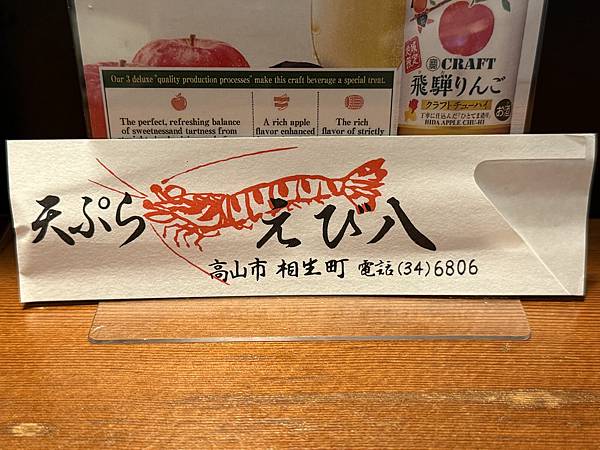 Our 3 deluxe "quality production processes" make this craft beverage a special treat.
The perfect, refreshing balance
of sweetnessand tartness from
A rich apple
flavor enhanced
The rich
flavor of strictly
CRAFT
飛騨りんご
クラフトチューハイ
お酒
HIDA APPLE CHU-HI
天ぷら えび八
高山市 相生町 電話(34)6806